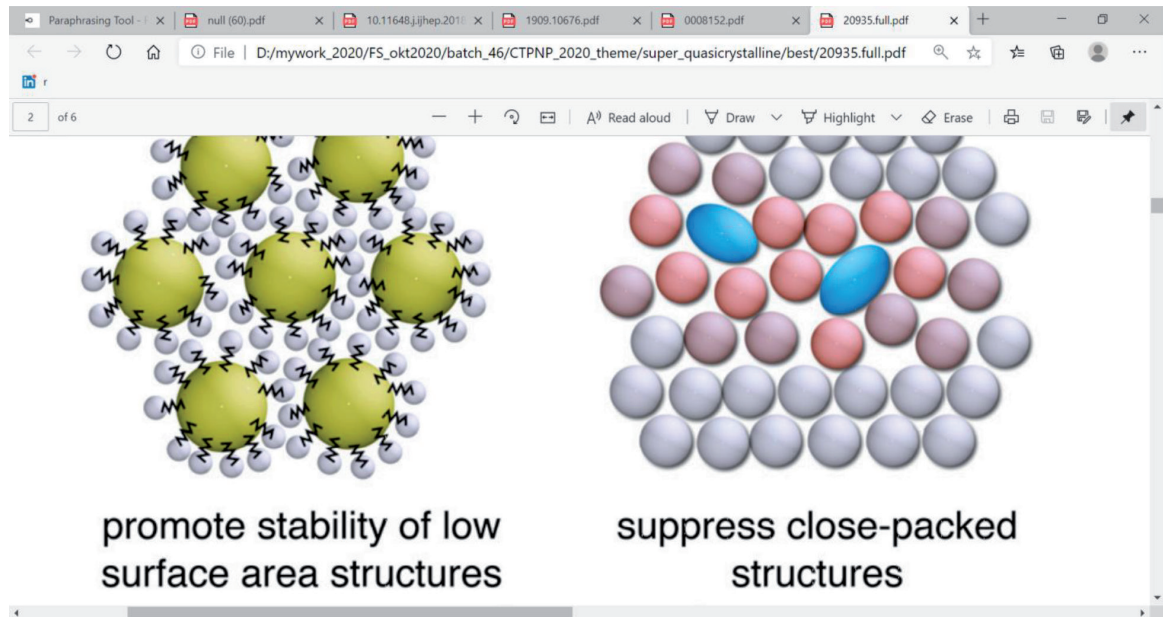 Paraphrasing Tool -
null (60).pdf
10.11648.j.ijhep.2018
1909.10676.pdf
0008152.pdf
20935.full.pdf
File | D:/mywork_2020/FS_okt2020/batch_46/CTPNP_2020_theme/super_quasicrystalline/best/20935.full.pdf
in r
2 of 6
Read aloud
Draw
Highlight
Erase
promote stability of low
surface area structures
suppress close-packed
structures